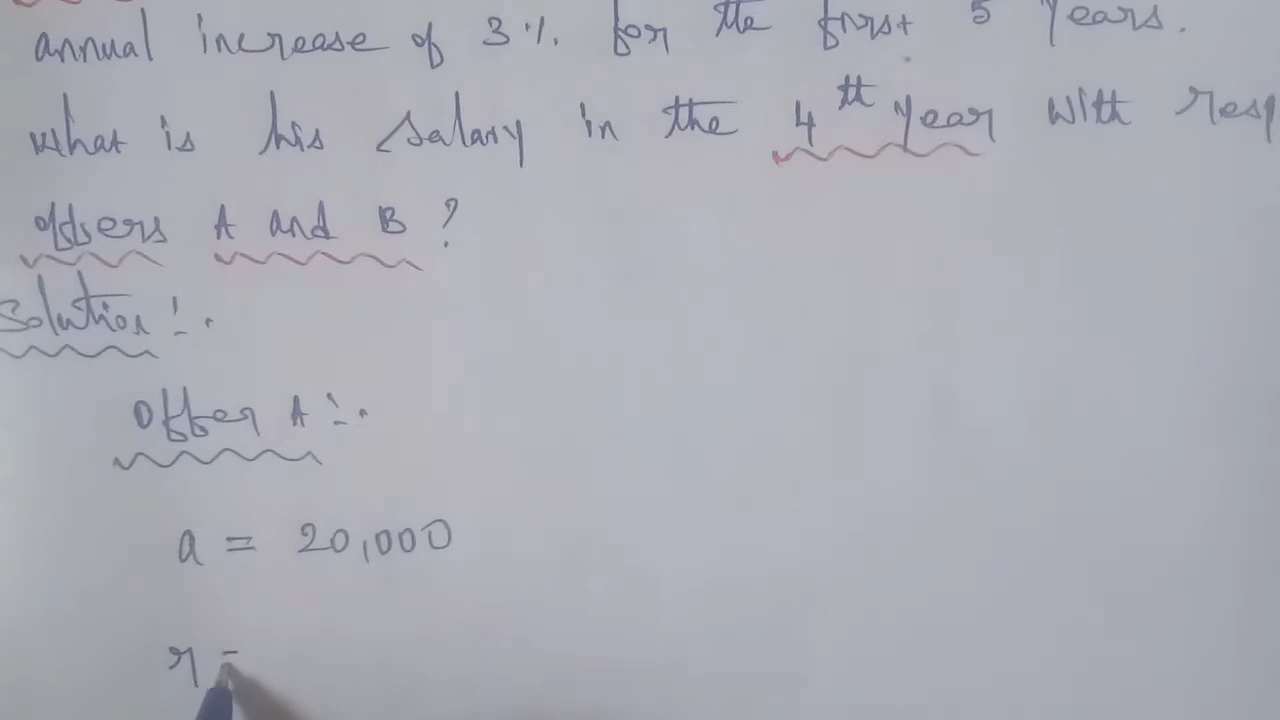 annual increase of 3%. for the first 5 years.
what is his salary in the 4th year with resp
offers A and B ?
Solution :-
Offer A :-
a = 20,000
r =